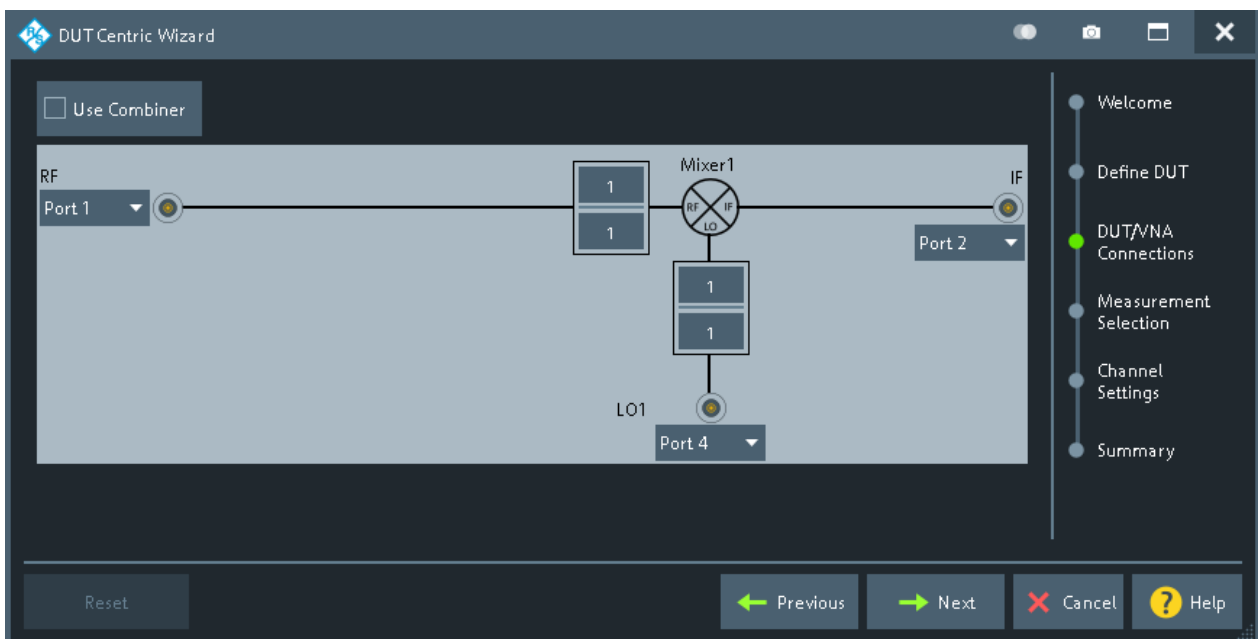 DUT Centric Wizard
Use Combiner
RF
Port 1
1
1
Mixer1
RF
IF
LO
IF
Port 2
1
1
LO1
Port 4
Welcome
Define DUT
DUT/VNA
Connections
Measurement
Selection
Channel
Settings
Summary
Reset
Previous
Next
Cancel
? Help